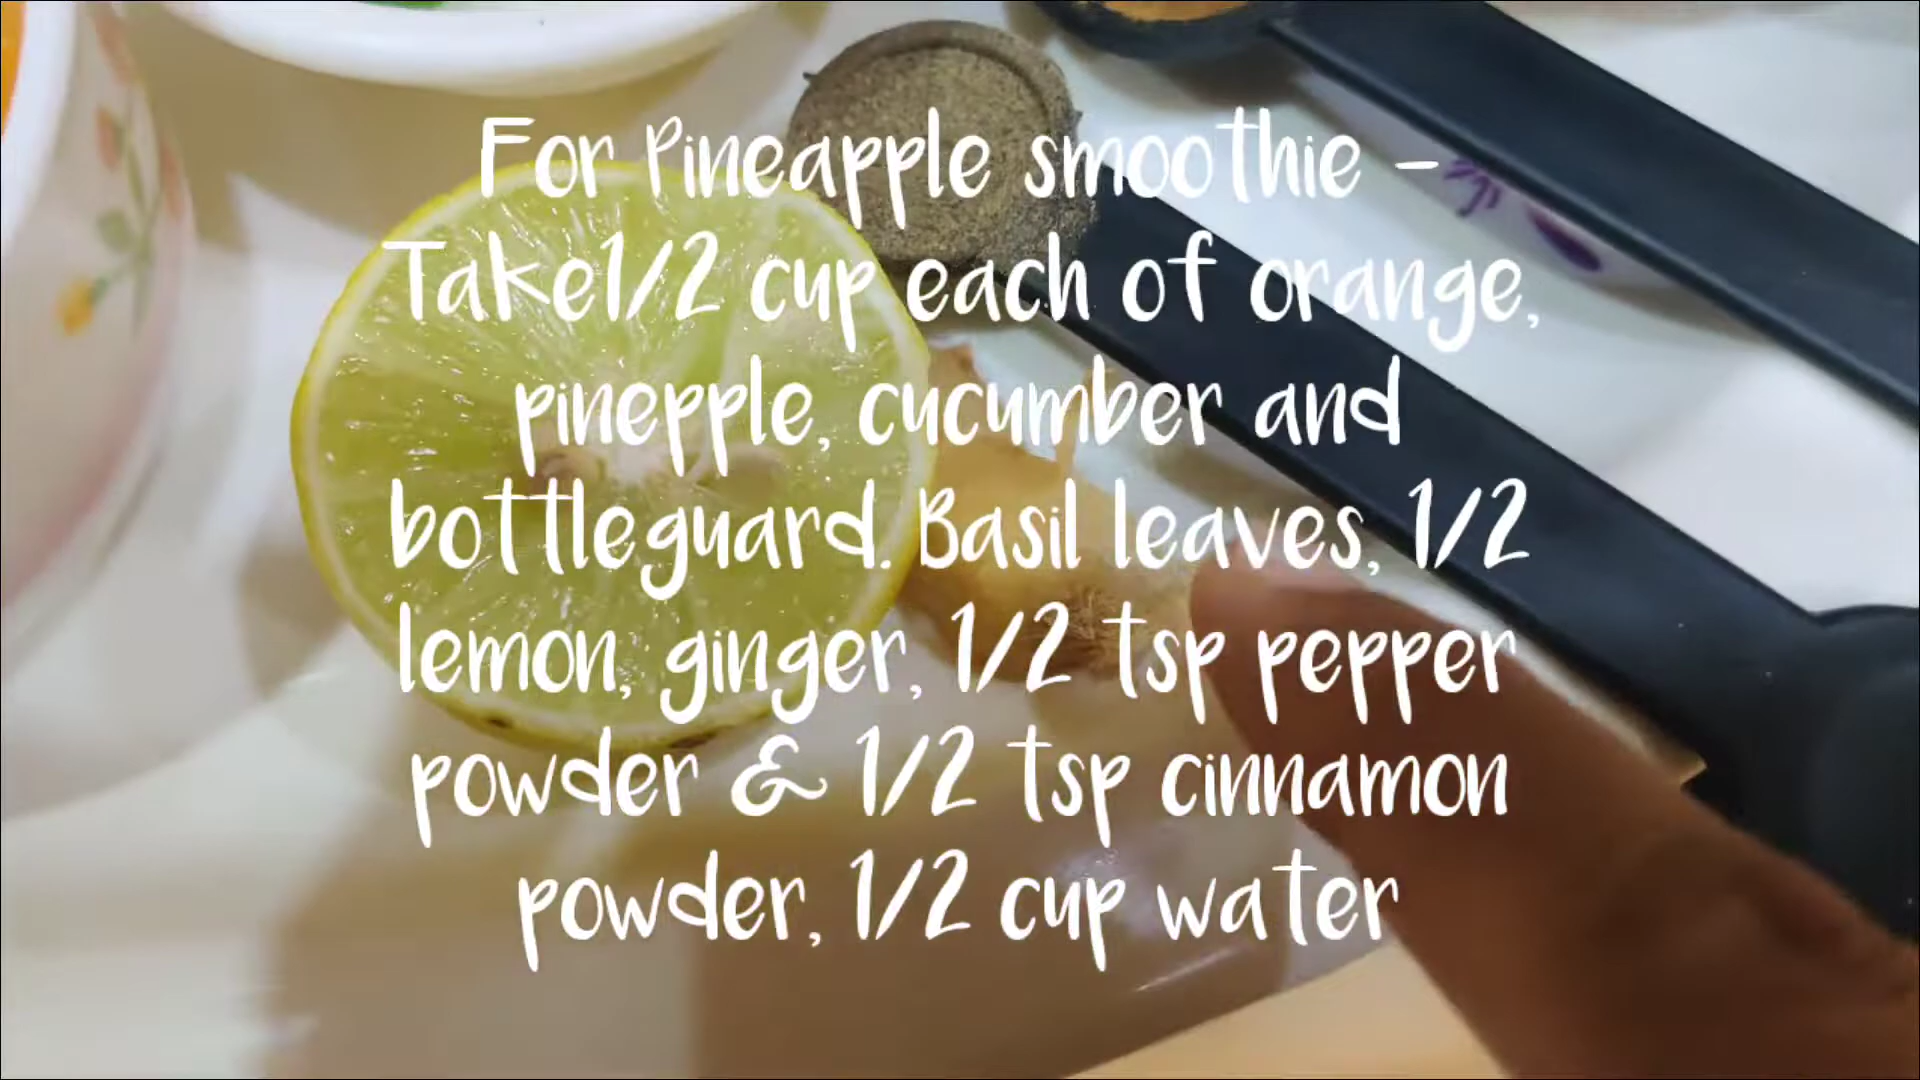 For Pineapple smoothie -
Take1/2 cup each of orange,
pinepple, cucumber and
bottleguard. Basil leaves, 1/2
lemon, ginger, 1/2 tsp pepper
powder & 1/2 tsp cinnamon
powder, 1/2 cup water